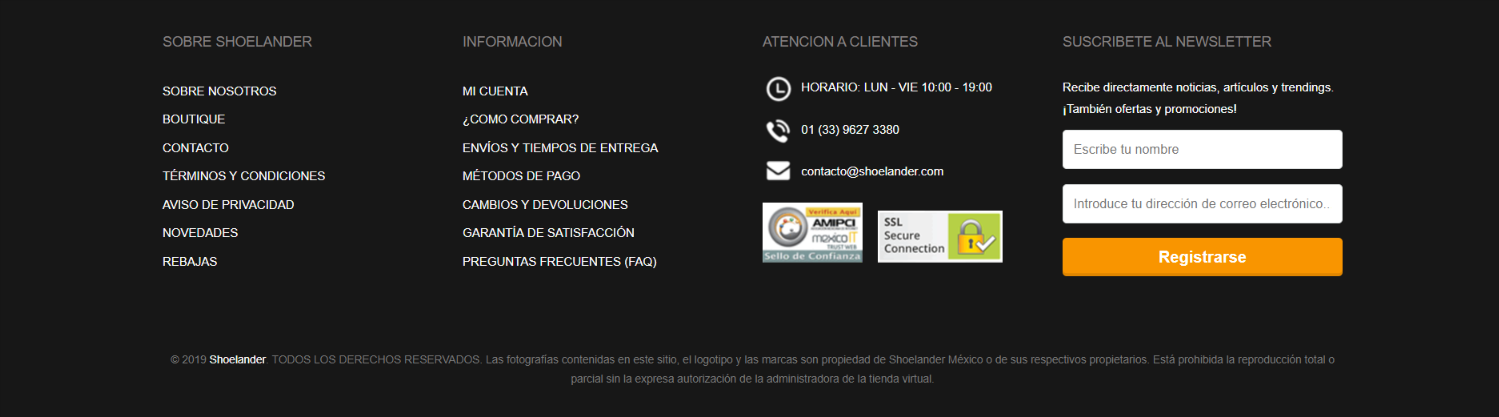 SOBRE SHOELANDER
SOBRE NOSOTROS
BOUTIQUE
CONTACTO
TÉRMINOS Y CONDICIONES
AVISO DE PRIVACIDAD
NOVEDADES
REBAJAS
INFORMACION
MI CUENTA
¿COMO COMPRAR?
ENVÍOS Y TIEMPOS DE ENTREGA
MÉTODOS DE PAGO
CAMBIOS Y DEVOLUCIONES
GARANTÍA DE SATISFACCIÓN
PREGUNTAS FRECUENTES (FAQ)
ATENCION A CLIENTES
HORARIO: LUN - VIE 10:00 - 19:00
01 (33) 9627 3380
contacto@shoelander.com
Verifica Aquí
AMIPCI
mexicoIT
TRUST WEB
Sello de Confianza
SSL
Secure
Connection
SUSCRIBETE AL NEWSLETTER
Recibe directamente noticias, artículos y trendings.
¡También ofertas y promociones!
Escribe tu nombre
Introduce tu dirección de correo electrónico..
Registrarse
© 2019 Shoelander. TODOS LOS DERECHOS RESERVADOS. Las fotografías contenidas en este sitio, el logotipo y las marcas son propiedad de Shoelander México o de sus respectivos propietarios. Está prohibida la reproducción total o
parcial sin la expresa autorización de la administradora de la tienda virtual.